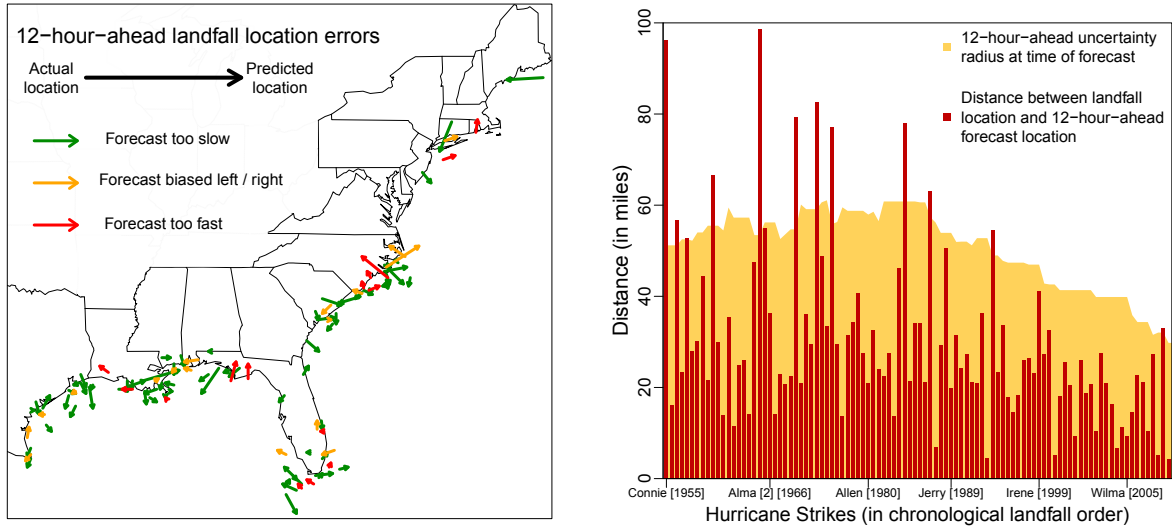 12−hour−ahead landfall location errors
Actual
location
Predicted
location
Forecast too slow
Forecast biased left / right
Forecast too fast
Distance (in miles)
100
80
60
40
20
0
12−hour−ahead uncertainty
radius at time of forecast
Distance between landfall
location and 12−hour−ahead
forecast location
Connie [1955]
Alma [2] [1966]
Allen [1980]
Jerry [1989]
Irene [1999]
Wilma [2005]
Hurricane Strikes (in chronological landfall order)